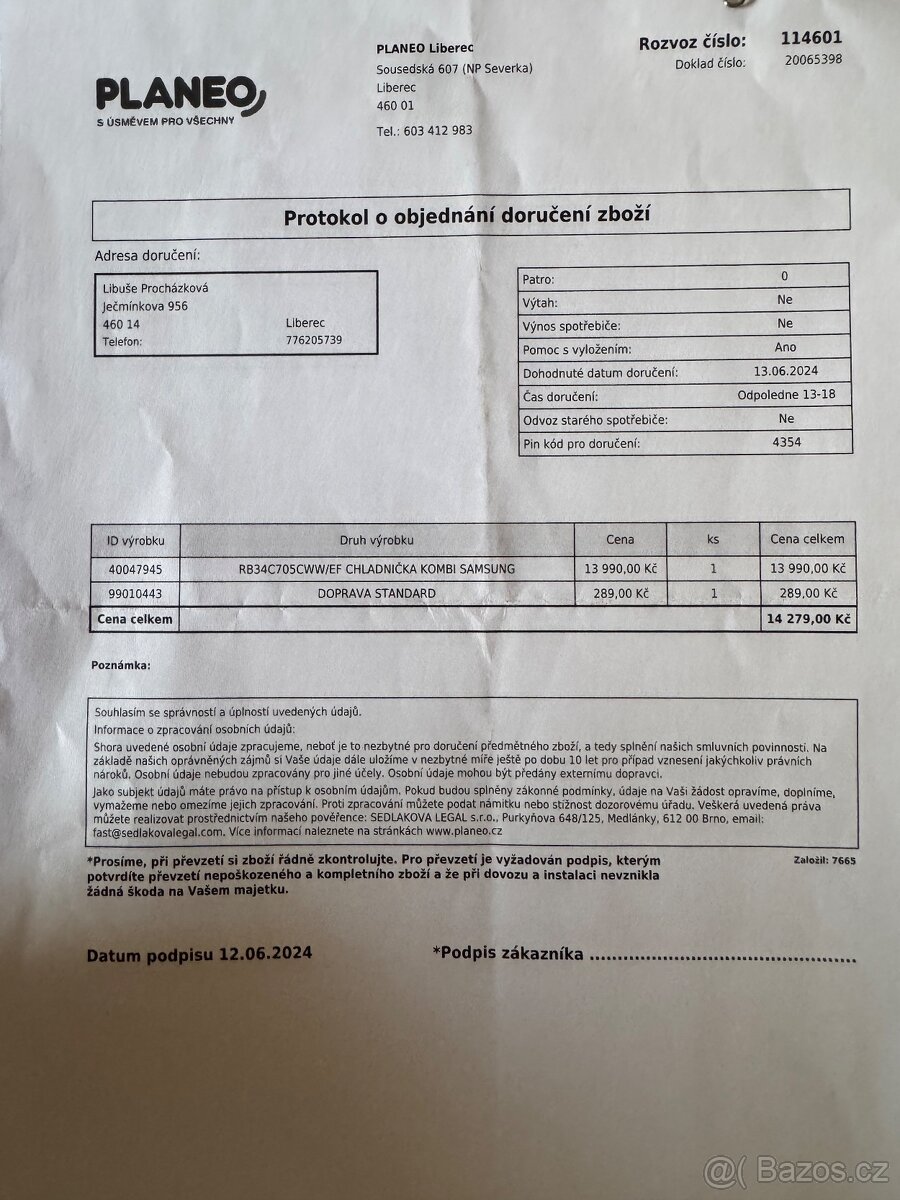 PLANEO
S ÚSMĚVEM PRO VŠECHNY
PLANEO Liberec
Sousedská 607 (NP Severka)
Liberec
460 01
Tel.: 603 412 983
Rozvoz číslo: 114601
Doklad číslo: 20065398
Protokol o objednání doručení zboží
Adresa doručení:
Libuše Procházková
Ječmínkova 956
460 14 Liberec
Telefon: 776205739
Patro: 0
Výtah: Ne
Výnos spotřebiče: Ne
Pomoc s vyložením: Ano
Dohodnuté datum doručení: 13.06.2024
Čas doručení: Odpoledne 13-18
Odvoz starého spotřebiče: Ne
Pin kód pro doručení: 4354
ID výrobku Druh výrobku Cena ks Cena celkem
40047945 RB34C705CWW/EF CHLADNIČKA KOMBI SAMSUNG 13 990,00 Kč 1 13 990,00 Kč
99010443 DOPRAVA STANDARD 289,00 Kč 1 289,00 Kč
Cena celkem 14 279,00 Kč
Poznámka:
Souhlasím se správností a úplností uvedených údajů.
Informace o zpracování osobních údajů:
Shora uvedené osobní údaje zpracujeme, neboť je to nezbytné pro doručení předmětného zboží, a tedy splnění našich smluvních povinností. Na
základě našich oprávněných zájmů si Vaše údaje dále uložíme v nezbytné míře ještě po dobu 10 let pro případ vznesení jakýchkoliv právních
nároků. Osobní údaje nebudou zpracovány pro jiné účely. Osobní údaje mohou být předány externímu dopravci.
Jako subjekt údajů máte právo na přístup k osobním údajům. Pokud budou splněny zákonné podmínky, údaje na Vaši žádost opravíme, doplníme,
vymažeme nebo omezíme jejich zpracování. Proti zpracování můžete podat námitku nebo stížnost dozorovému úřadu. Veškerá uvedená práva
můžete realizovat prostřednictvím našeho pověřence: SEDLAKOVA LEGAL s.r.o., Purkyňova 648/125, Medlánky, 612 00 Brno, email:
fast@sedlakovalegal.com. Více informací naleznete na stránkách www.planeo.cz
*Prosíme, při převzetí si zboží řádně zkontrolujte. Pro převzetí je vyžadován podpis, kterým
potvrdíte převzetí nepoškozeného a kompletního zboží a že při dovozu a instalaci nevznikla
žádná škoda na Vašem majetku.
Založil: 7665
Datum podpisu 12.06.2024
*Podpis zákazníka ................................................
@( Bazos.cz